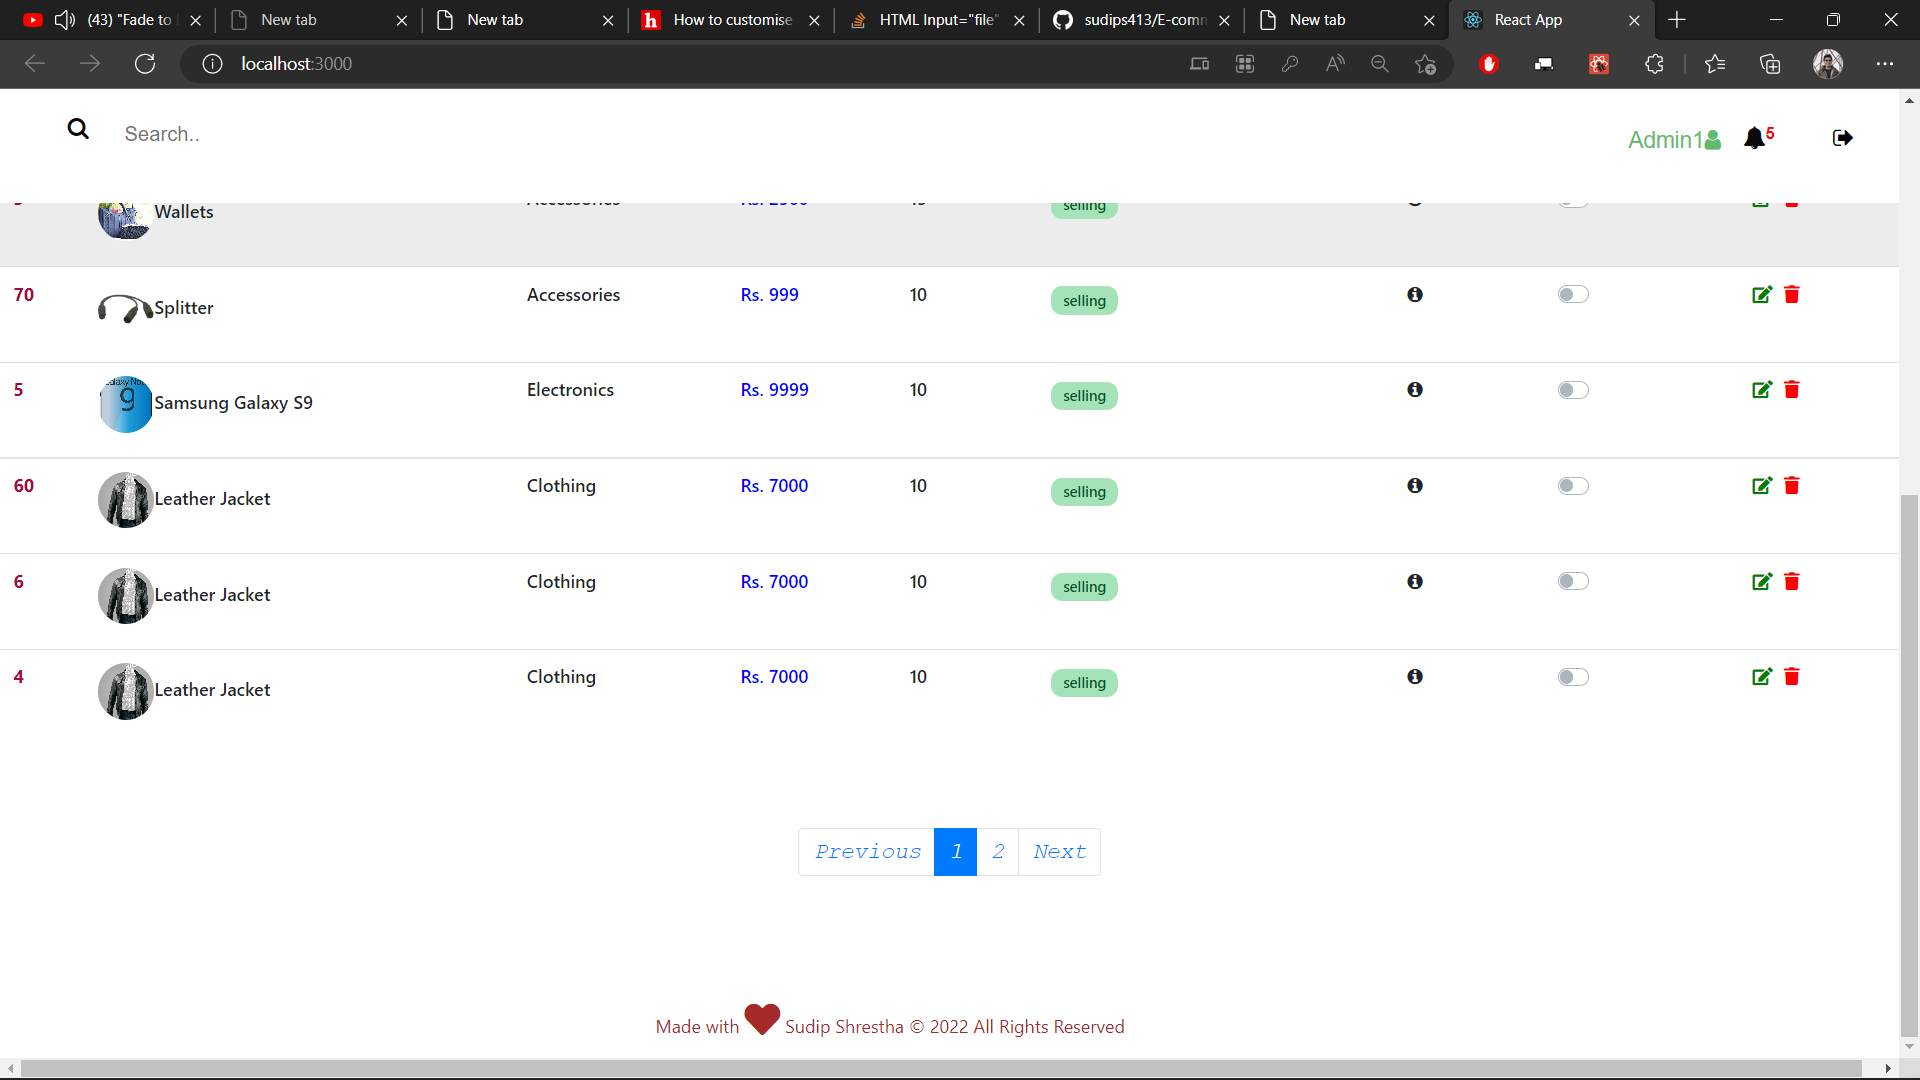 (43) "Fade to
New tab
New tab
How to customise
HTML Input="file"
sudips413/E-comm
New tab
React App
localhost:3000
Search..
Admin1
5
Wallets
selling
70 Splitter Accessories Rs. 999 10 selling
5 Samsung Galaxy S9 Electronics Rs. 9999 10 selling
60 Leather Jacket Clothing Rs. 7000 10 selling
6 Leather Jacket Clothing Rs. 7000 10 selling
4 Leather Jacket Clothing Rs. 7000 10 selling
Previous 1 2 Next
Made with Sudip Shrestha © 2022 All Rights Reserved